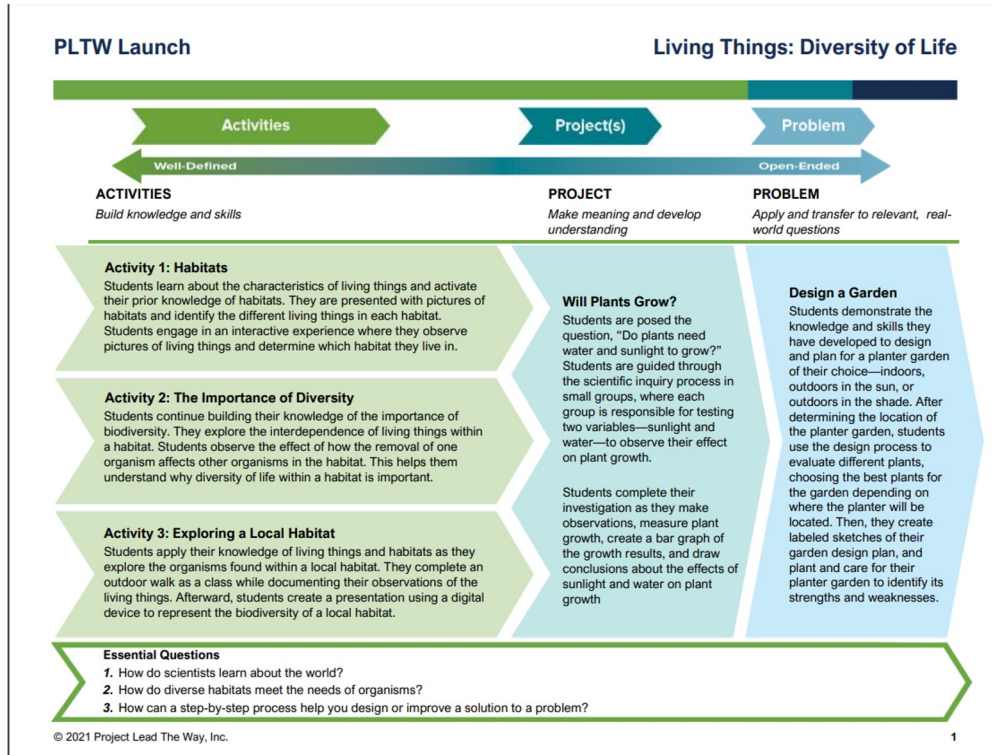 PLTW Launch
Living Things: Diversity of Life
Activities
Project(s)
Problem
Well-Defined
Open-Ended
ACTIVITIES
Build knowledge and skills
PROJECT
Make meaning and develop
understanding
PROBLEM
Apply and transfer to relevant, real-
world questions
Activity 1: Habitats
Students learn about the characteristics of living things and activate
their prior knowledge of habitats. They are presented with pictures of
habitats and identify the different living things in each habitat.
Students engage in an interactive experience where they observe
pictures of living things and determine which habitat they live in.
Activity 2: The Importance of Diversity
Students continue building their knowledge of the importance of
biodiversity. They explore the interdependence of living things within
a habitat. Students observe the effect of how the removal of one
organism affects other organisms in the habitat. This helps them
understand why diversity of life within a habitat is important.
Activity 3: Exploring a Local Habitat
Students apply their knowledge of living things and habitats as they
explore the organisms found within a local habitat. They complete an
outdoor walk as a class while documenting their observations of the
living things. Afterward, students create a presentation using a digital
device to represent the biodiversity of a local habitat.
Will Plants Grow?
Students are posed the
question, “Do plants need
water and sunlight to grow?”
Students are guided through
the scientific inquiry process in
small groups, where each
group is responsible for testing
two variables—sunlight and
water—to observe their effect
on plant growth.
Students complete their
investigation as they make
observations, measure plant
growth, create a bar graph of
the growth results, and draw
conclusions about the effects of
sunlight and water on plant
growth
Design a Garden
Students demonstrate the
knowledge and skills they
have developed to design
and plan for a planter garden
of their choice—indoors,
outdoors in the sun, or
outdoors in the shade. After
determining the location of
the planter garden, students
use the design process to
evaluate different plants,
choosing the best plants for
the garden depending on
where the planter will be
located. Then, they create
labeled sketches of their
garden design plan, and
plant and care for their
planter garden to identify its
strengths and weaknesses.
Essential Questions
1. How do scientists learn about the world?
2. How do diverse habitats meet the needs of organisms?
3. How can a step-by-step process help you design or improve a solution to a problem?
© 2021 Project Lead The Way, Inc.
1